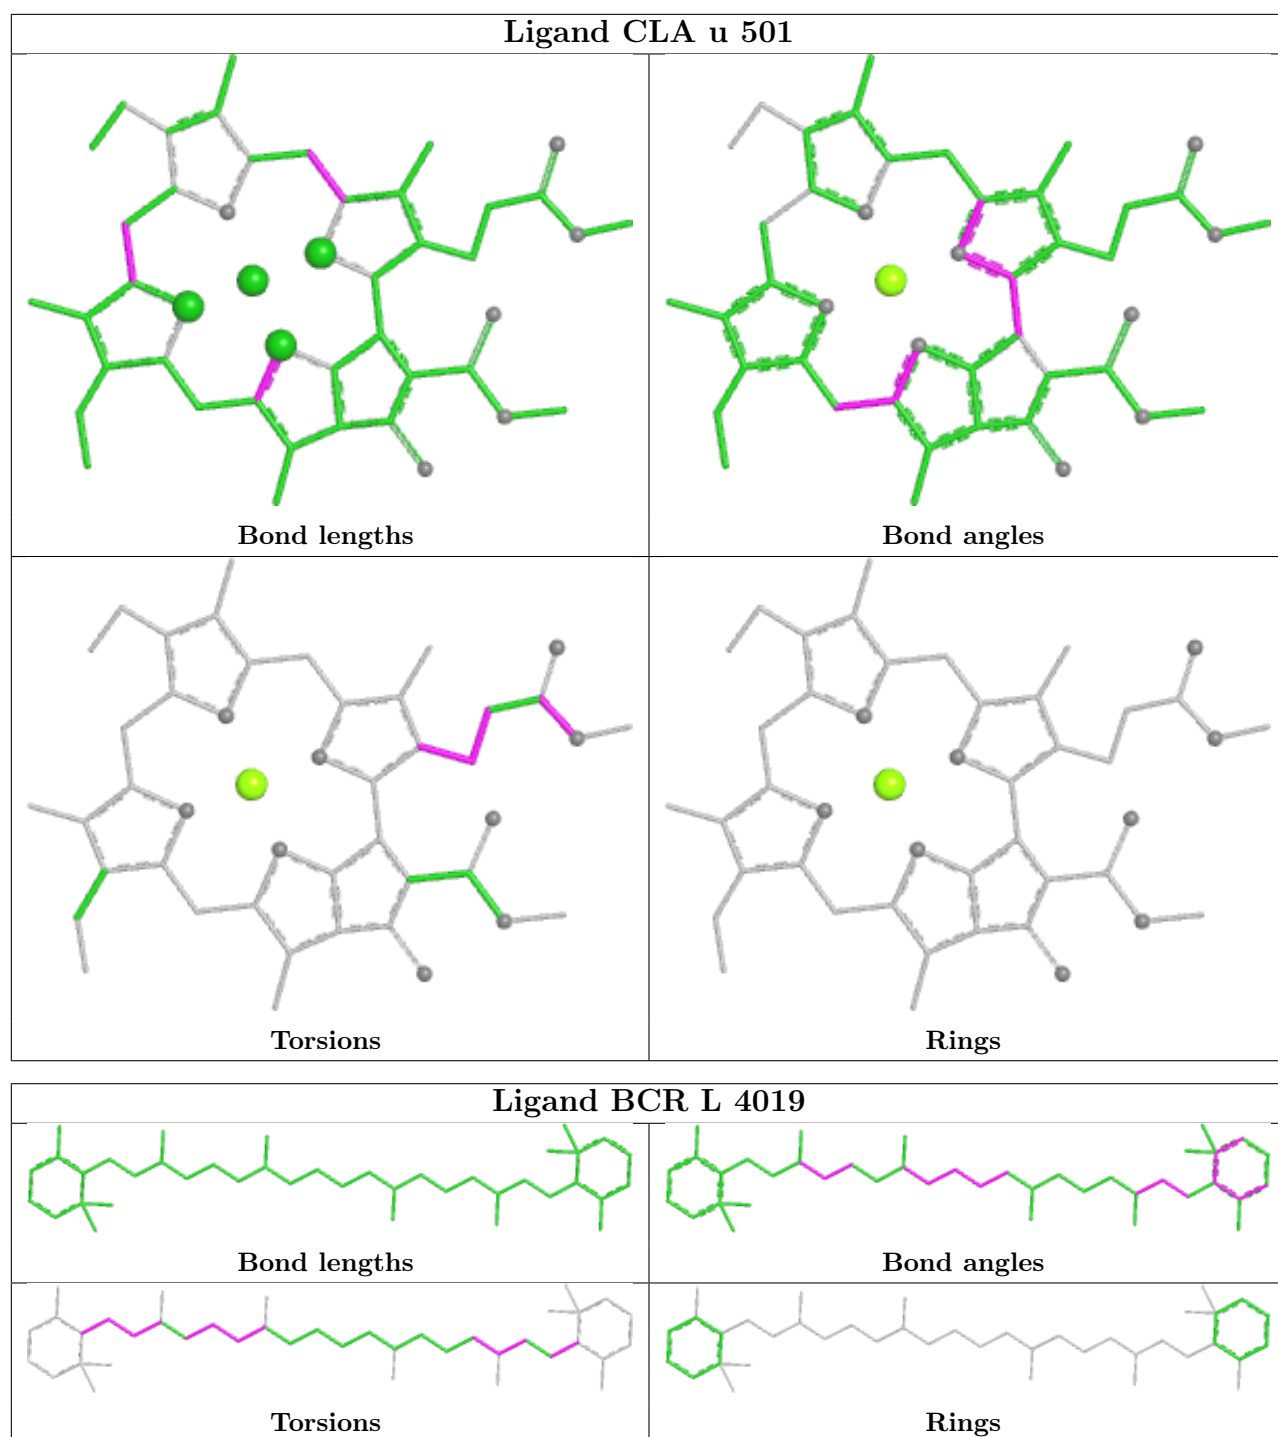 Ligand CLA u 501
Bond lengths
Bond angles
Torsions
Rings
Ligand BCR L 4019
Bond lengths
Bond angles
Torsions
Rings